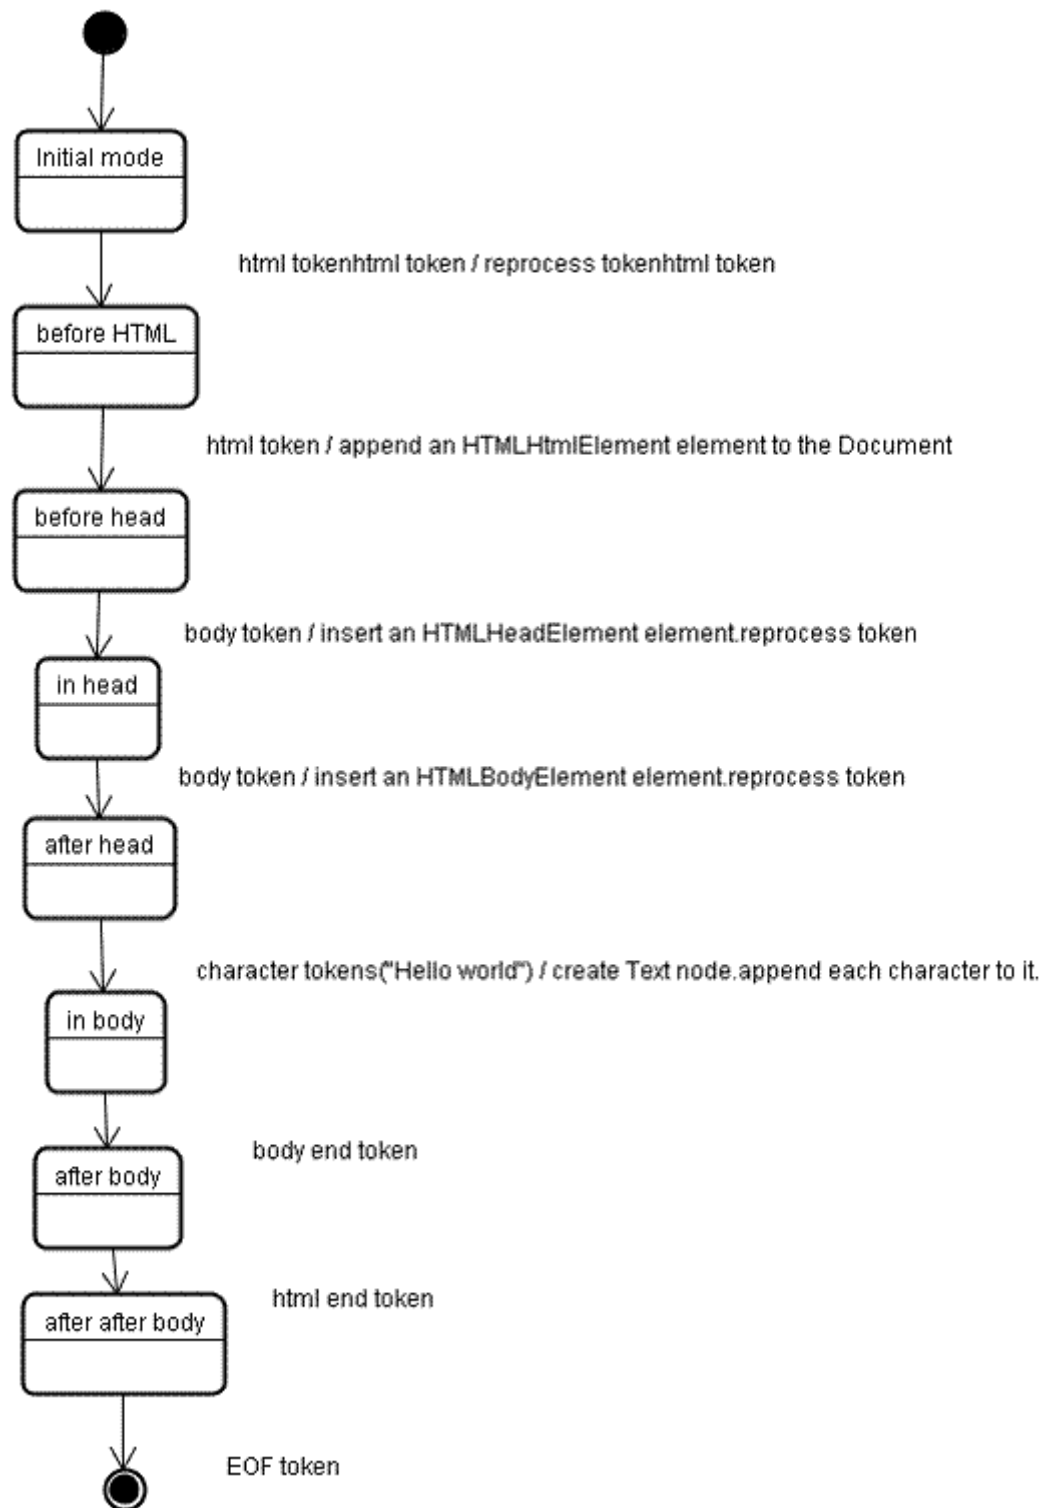 Initial mode
html tokenhtml token / reprocess tokenhtml token
before HTML
html token / append an HTMLHtmlElement element to the Document
before head
body token / insert an HTMLHeadElement element.reprocess token
in head
body token / insert an HTMLBodyElement element.reprocess token
after head
character tokens("Hello world") / create Text node.append each character to it.
in body
body end token
after body
html end token
after after body
EOF token